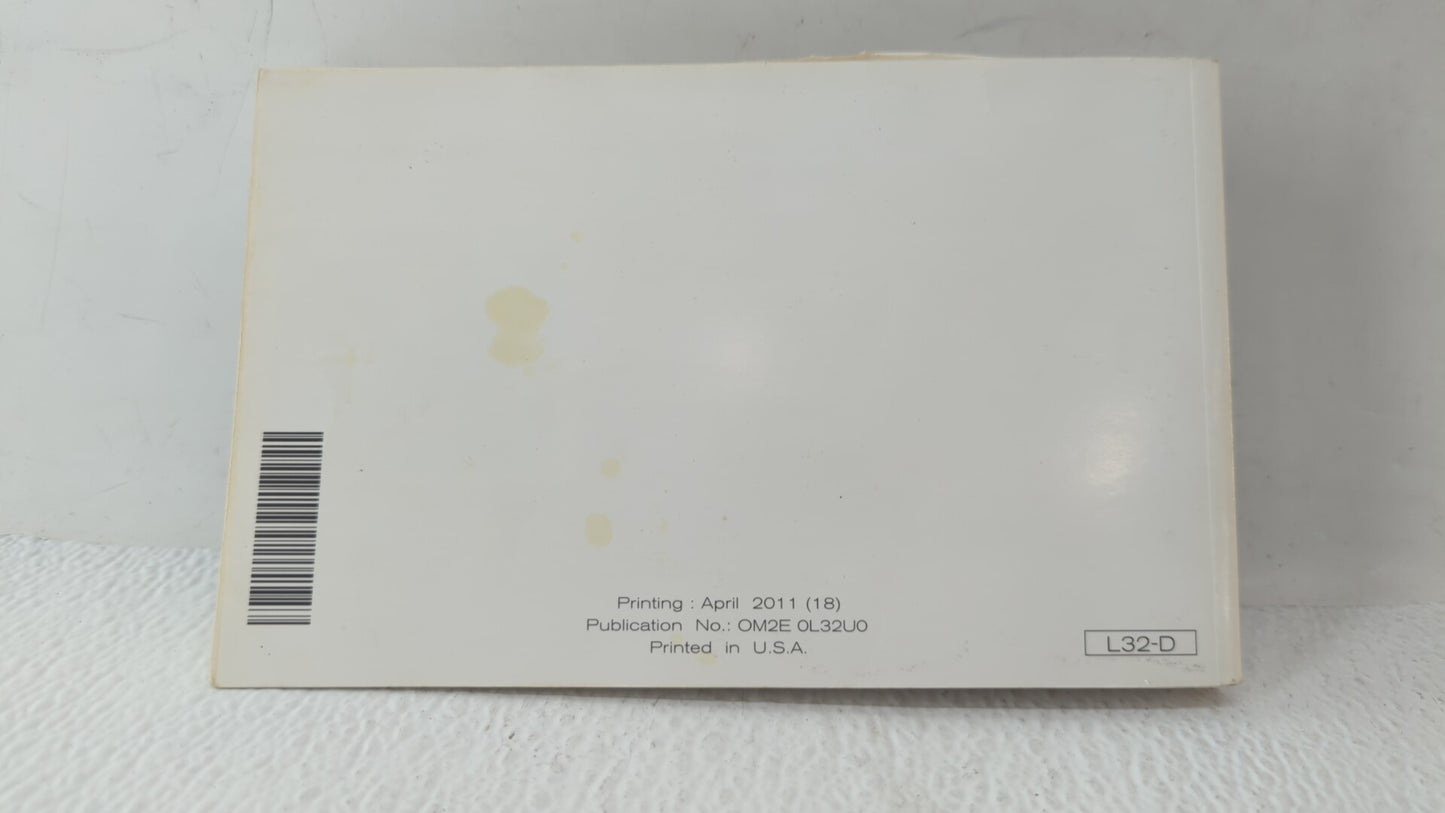 Printing : April 2011 (18)
Publication No.: OM2E 0L32U0
Printed in U.S.A.
L32-D